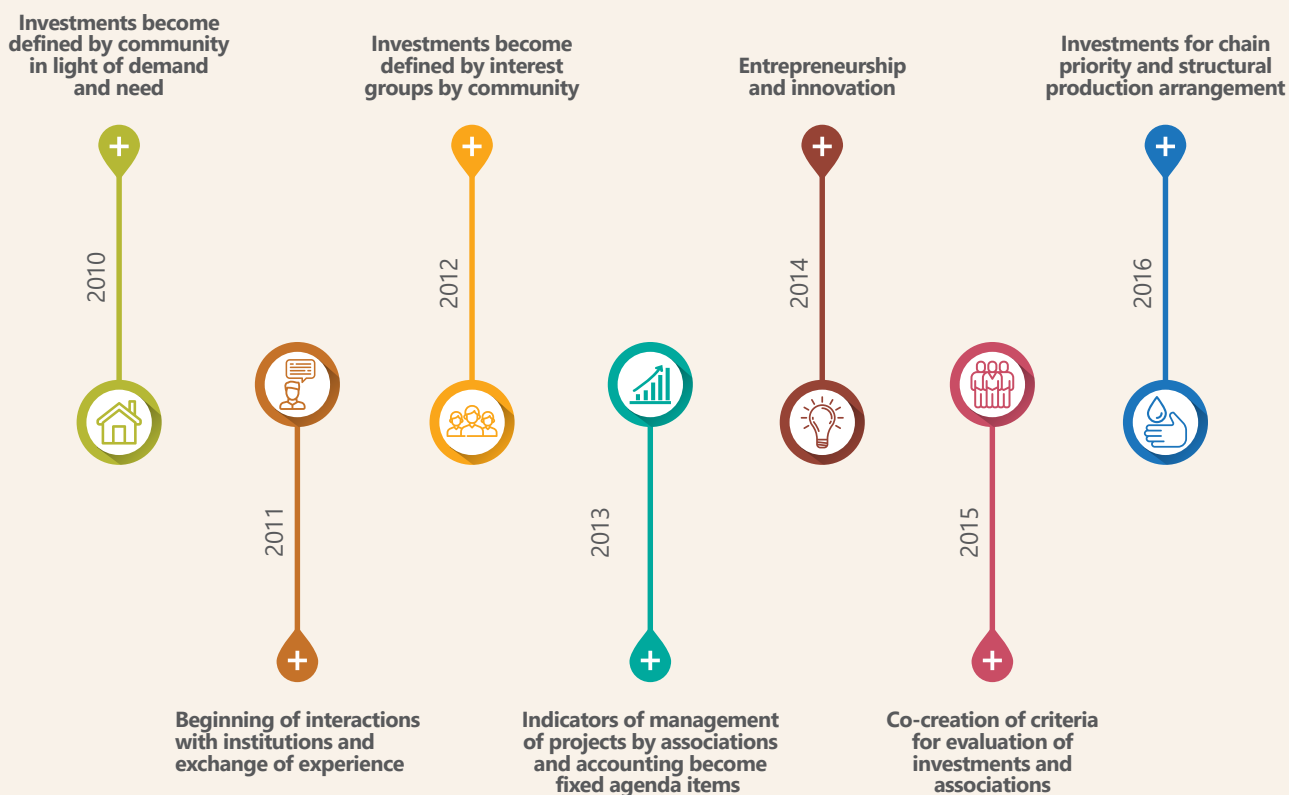 Investments become
defined by community
in light of demand
and need
2010
Beginning of interactions
with institutions and
exchange of experience
2011
Investments become
defined by interest
groups by community
2012
Indicators of management
of projects by associations
and accounting become
fixed agenda items
2013
Entrepreneurship
and innovation
2014
Co-creation of criteria
for evaluation of
investments and
associations
2015
Investments for chain
priority and structural
production arrangement
2016